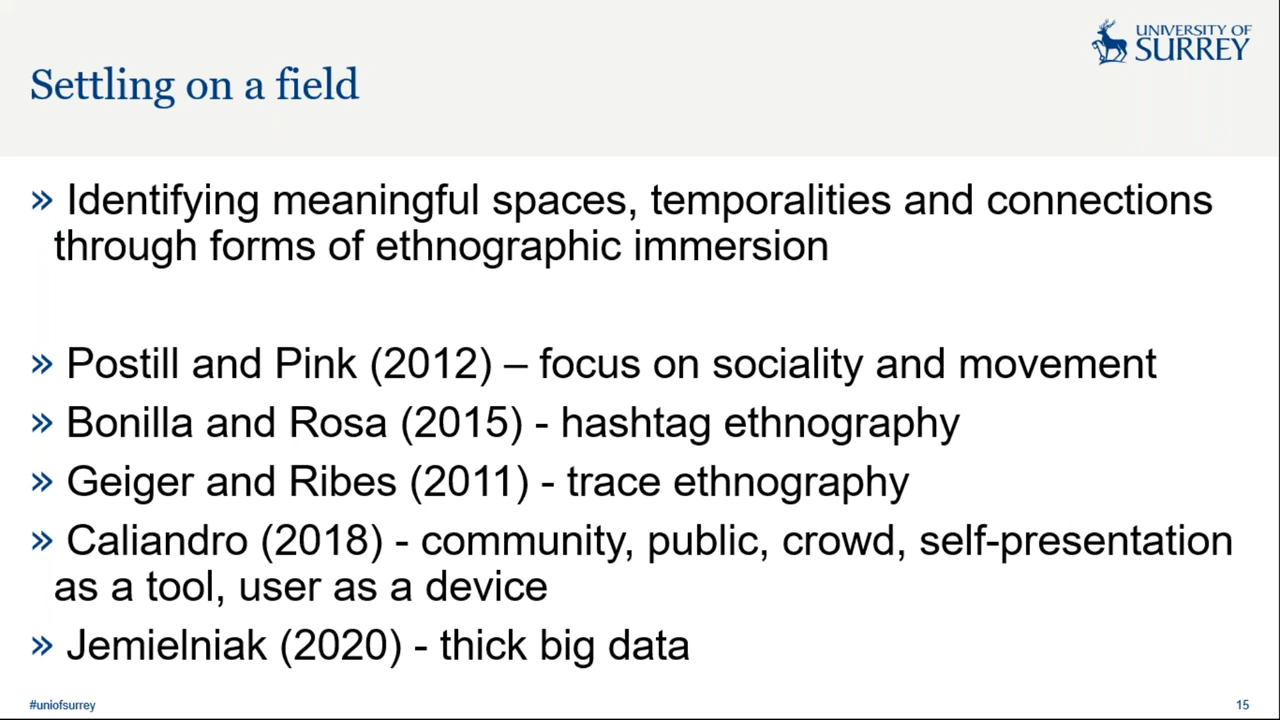 UNIVERSITY OF
SURREY
Settling on a field
» Identifying meaningful spaces, temporalities and connections
through forms of ethnographic immersion
» Postill and Pink (2012) – focus on sociality and movement
» Bonilla and Rosa (2015) - hashtag ethnography
» Geiger and Ribes (2011) - trace ethnography
» Caliandro (2018) - community, public, crowd, self-presentation
as a tool, user as a device
» Jemielniak (2020) - thick big data
#uniofsurrey
15